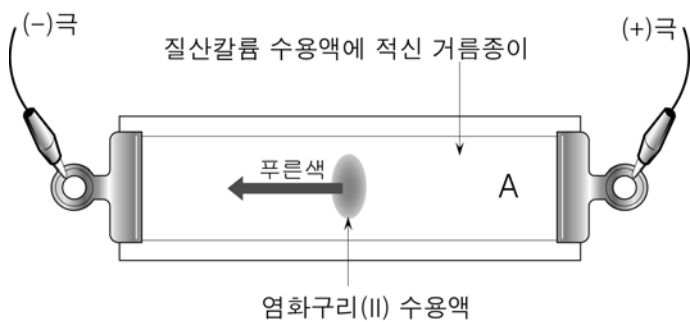 (−)극
(+)극
질산칼륨 수용액에 적신 거름종이
푸른색
A
염화구리(II) 수용액